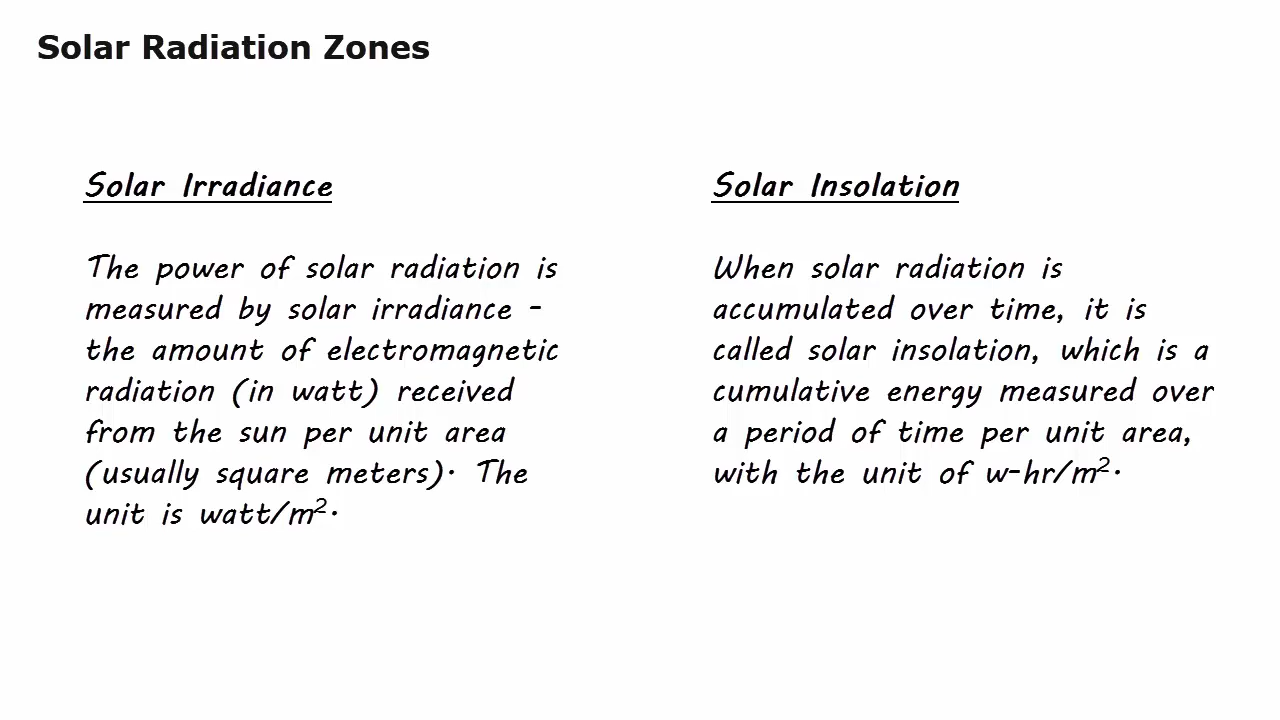 Solar Radiation Zones
Solar Irradiance
The power of solar radiation is
measured by solar irradiance -
the amount of electromagnetic
radiation (in watt) received
from the sun per unit area
(usually square meters). The
unit is watt/m².
Solar Insolation
When solar radiation is
accumulated over time, it is
called solar insolation, which is a
cumulative energy measured over
a period of time per unit area,
with the unit of w-hr/m².